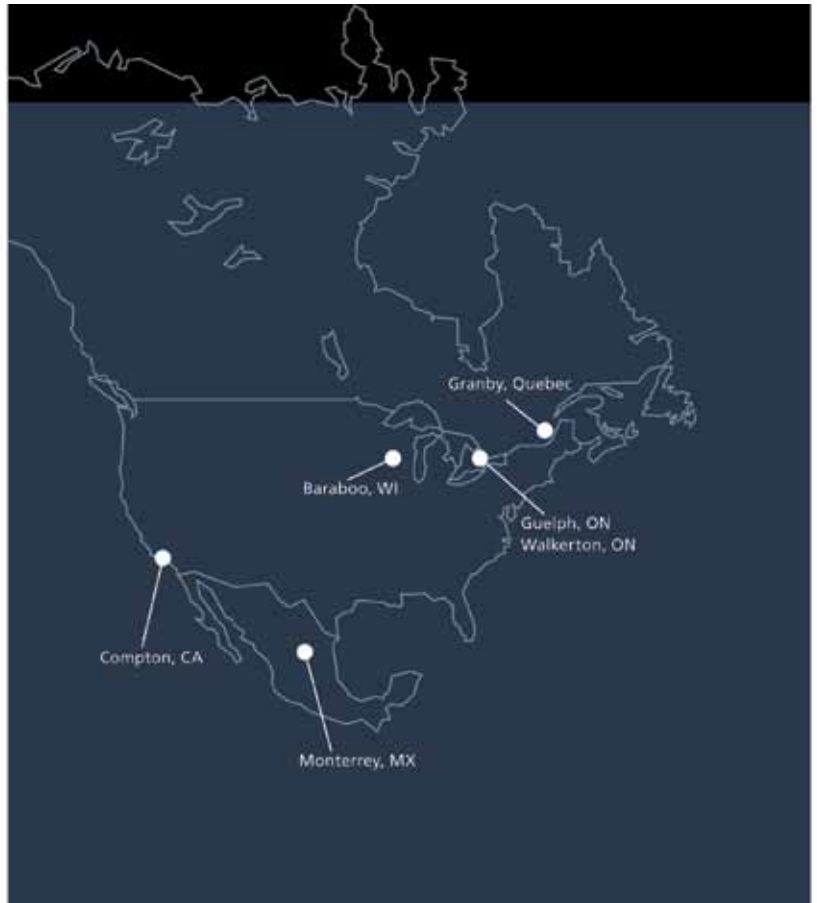 Granby, Quebec
Baraboo, WI
Guelph, ON
Walkerton, ON
Compton, CA
Monterrey, MX